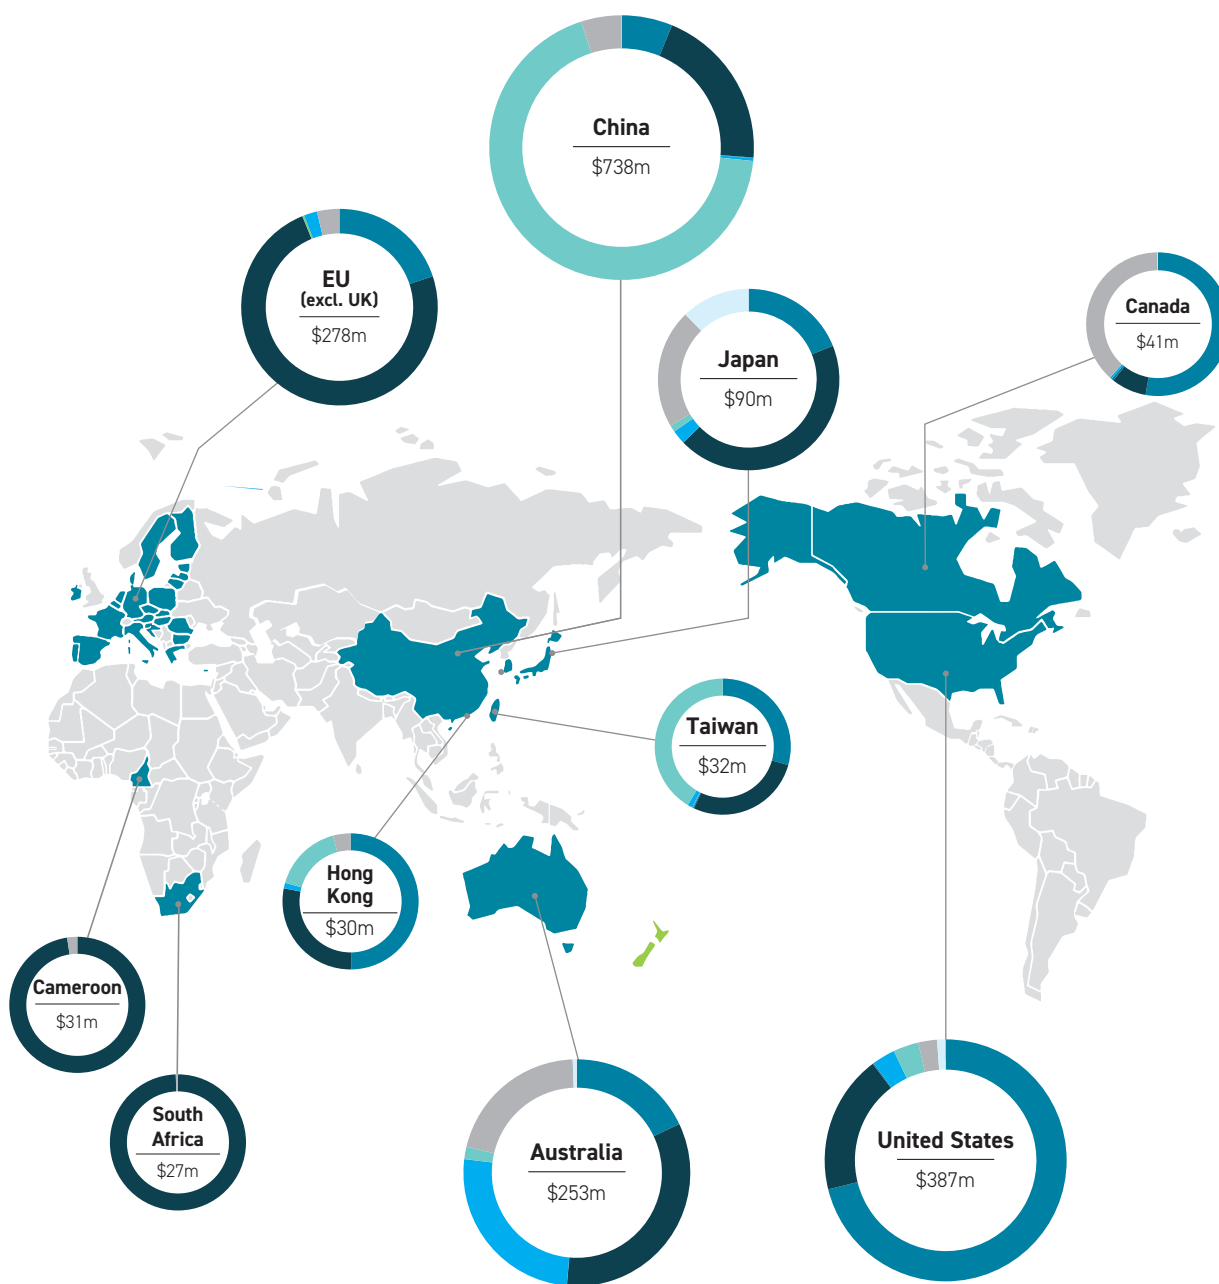 China
$738m
EU
(excl. UK)
$278m
Canada
$41m
Japan
$90m
Taiwan
$32m
Hong
Kong
$30m
Cameroon
$31m
South
Africa
$27m
Australia
$253m
United States
$387m